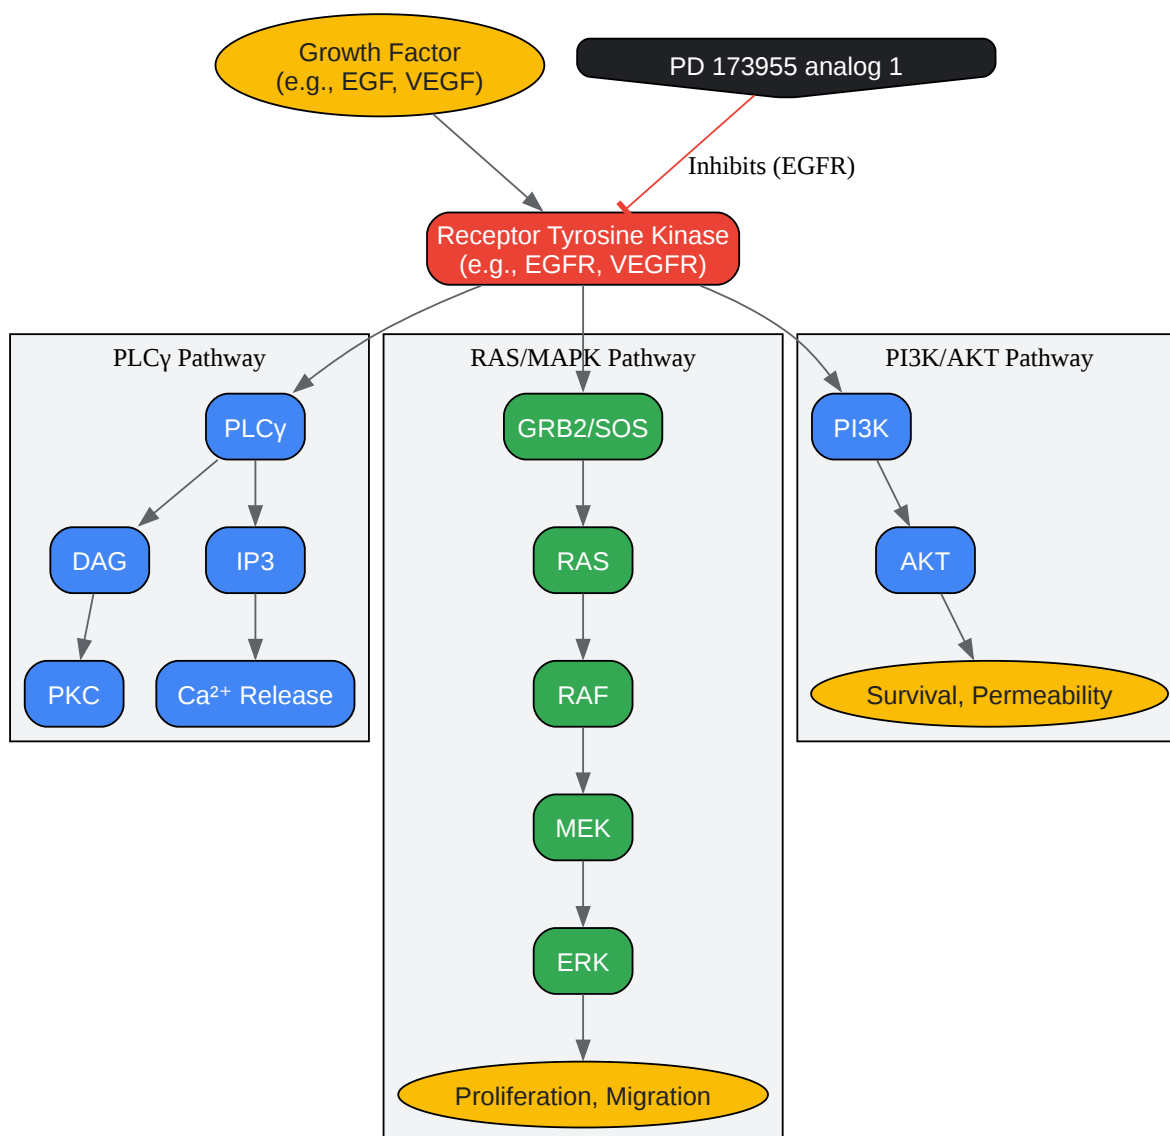 Growth Factor
(e.g., EGF, VEGF)
PD 173955 analog 1
Inhibits (EGFR)
Receptor Tyrosine Kinase
(e.g., EGFR, VEGFR)
PLCγ Pathway
RAS/MAPK Pathway
PI3K/AKT Pathway
PLCγ
GRB2/SOS
PI3K
DAG
IP3
RAS
AKT
PKC
Ca²⁺ Release
RAF
Survival, Permeability
MEK
ERK
Proliferation, Migration